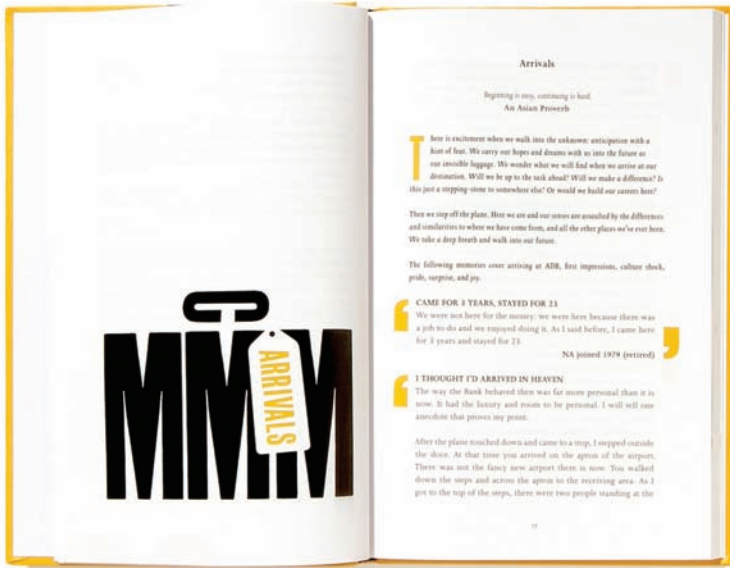 C
MMM
ARRIVALS
Arrivals
Beginning is easy, continuing is hard.
An Asian Proverb
There is excitement when we walk into the unknown: anticipation with a
hint of fear. We carry our hopes and dreams with us into the future as
our invisible luggage. We wonder what we will find when we arrive at our
destination. Will we be up to the task ahead? Will we make a difference? Is
this just a stepping-stone to somewhere else? Or would we build our careers here?
Then we step off the plane. Here we are and our senses are assaulted by the differences
and similarities to where we have come from, and all the other places we've ever been.
We take a deep breath and walk into our future.
The following memories cover arriving at ADB, first impressions, culture shock,
pride, surprise, and joy.
‘ CAME FOR 3 YEARS, STAYED FOR 23
We were not here for the money: we were here because there was
a job to do and we enjoyed doing it. As I said before, I came here
for 3 years and stayed for 23.
NA joined 1979 (retired) ’
‘ I THOUGHT I'D ARRIVED IN HEAVEN
The way the Bank behaved then was far more personal than it is
now. It had the luxury and room to be personal. I will tell one
anecdote that proves my point.
After the plane touched down and came to a stop, I stepped outside
the door. At that time you arrived on the apron of the airport.
There was not the fancy new airport there is now. You walked
down the steps and across the apron to the receiving area. As I
got to the top of the steps, there were two people standing at the